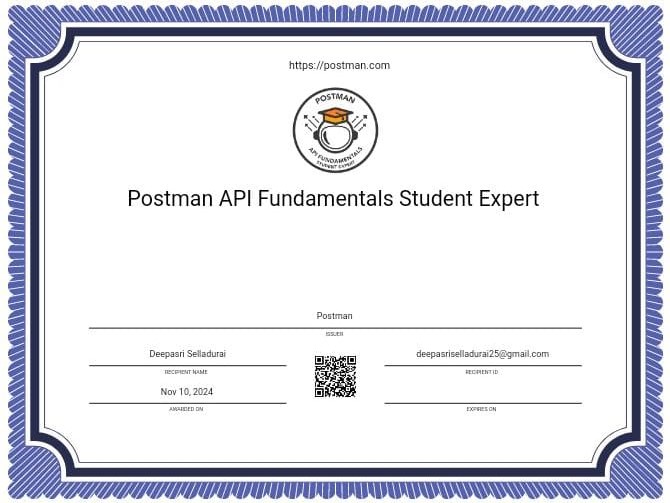 https://postman.com
POSTMAN
API FUNDAMENTALS
STUDENT EXPERT
Postman API Fundamentals Student Expert
Postman
ISSUER
Deepasri Selladurai
deepasriselladurai25@gmail.com
RECIPIENT NAME
RECIPIENT ID
Nov 10, 2024
AWARDED ON
EXPIRES ON